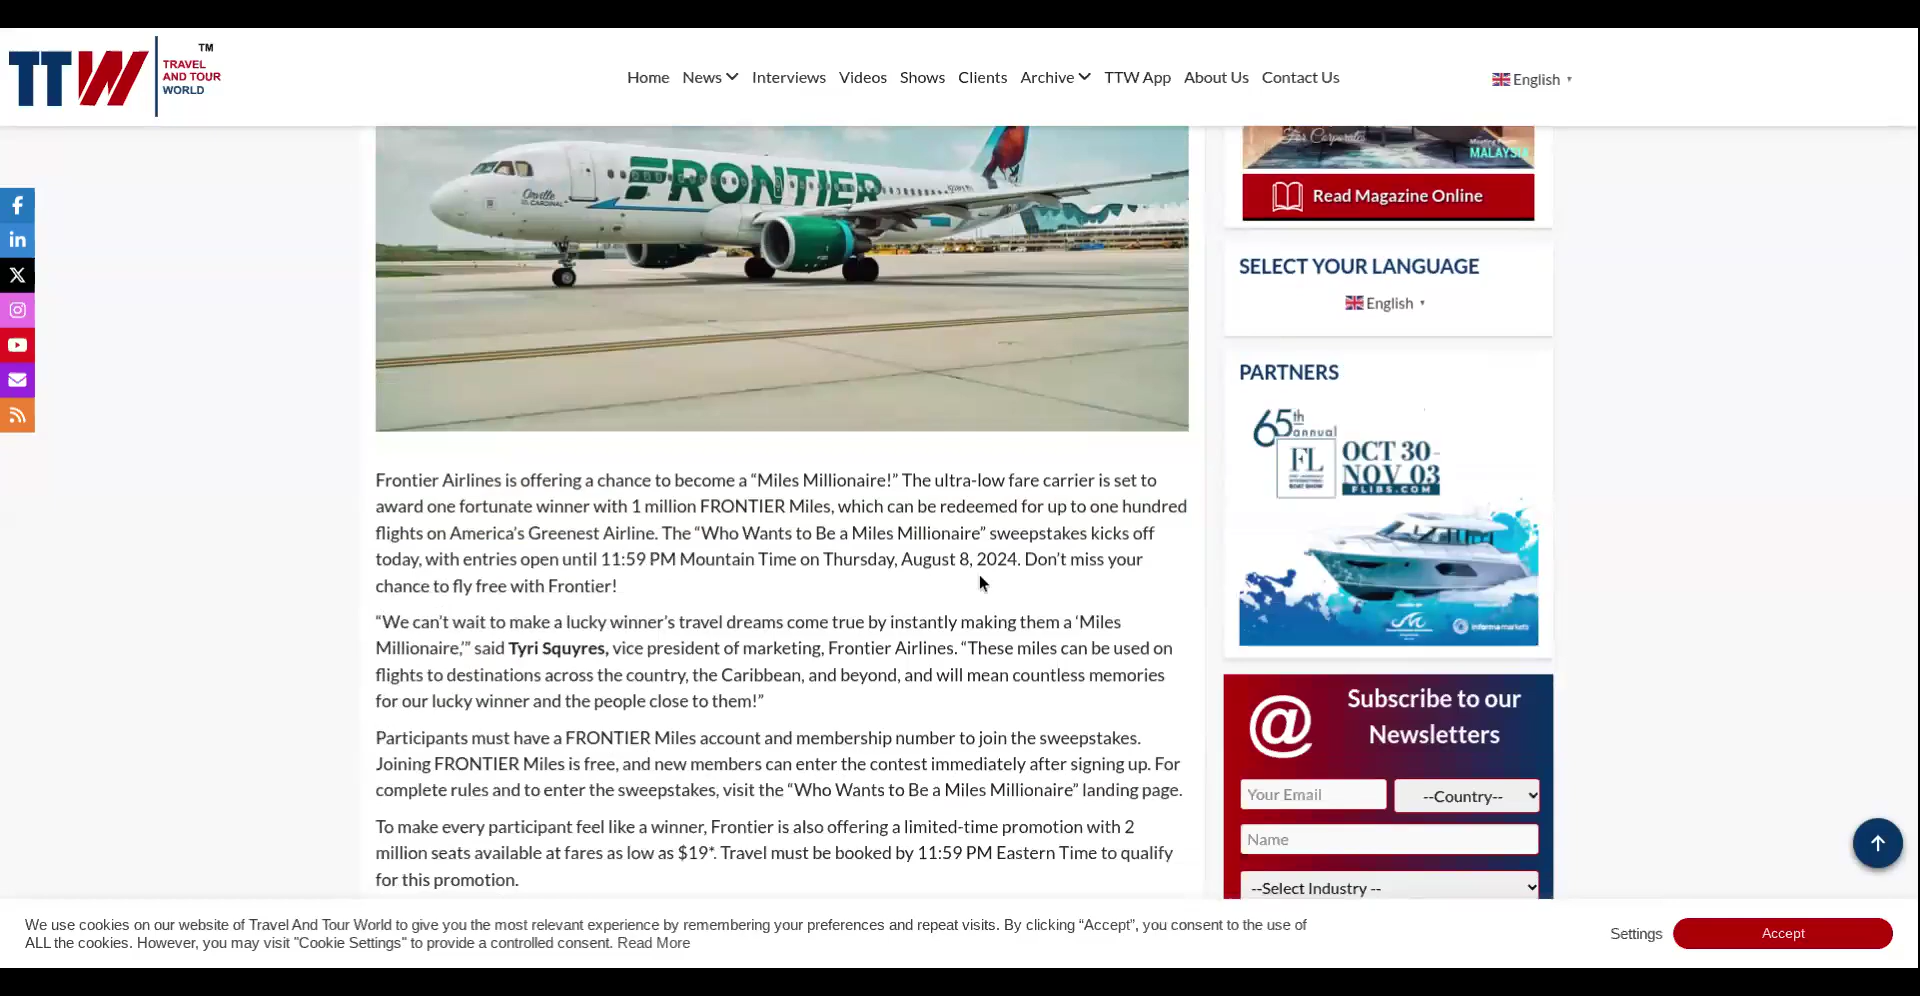 TTW
TM
TRAVEL
AND TOUR
WORLD
Home News Interviews Videos Shows Clients Archive TTW App About Us Contact Us
English
FRONTIER
Orville
THE CARDINAL
For Corporates
MALAYSIA
Read Magazine Online
SELECT YOUR LANGUAGE
English
PARTNERS
65th
annual
FL
OCT 30-
NOV 03
FLIBS.COM
informa markets
Frontier Airlines is offering a chance to become a “Miles Millionaire!” The ultra-low fare carrier is set to
award one fortunate winner with 1 million FRONTIER Miles, which can be redeemed for up to one hundred
flights on America’s Greenest Airline. The “Who Wants to Be a Miles Millionaire” sweepstakes kicks off
today, with entries open until 11:59 PM Mountain Time on Thursday, August 8, 2024. Don’t miss your
chance to fly free with Frontier!
“We can’t wait to make a lucky winner’s travel dreams come true by instantly making them a ‘Miles
Millionaire,’” said Tyri Squyres, vice president of marketing, Frontier Airlines. “These miles can be used on
flights to destinations across the country, the Caribbean, and beyond, and will mean countless memories
for our lucky winner and the people close to them!”
Participants must have a FRONTIER Miles account and membership number to join the sweepstakes.
Joining FRONTIER Miles is free, and new members can enter the contest immediately after signing up. For
complete rules and to enter the sweepstakes, visit the “Who Wants to Be a Miles Millionaire” landing page.
To make every participant feel like a winner, Frontier is also offering a limited-time promotion with 2
million seats available at fares as low as $19*. Travel must be booked by 11:59 PM Eastern Time to qualify
for this promotion.
@
Subscribe to our
Newsletters
Your Email
--Country--
Name
--Select Industry --
We use cookies on our website of Travel And Tour World to give you the most relevant experience by remembering your preferences and repeat visits. By clicking “Accept”, you consent to the use of
ALL the cookies. However, you may visit "Cookie Settings" to provide a controlled consent. Read More
Settings
Accept